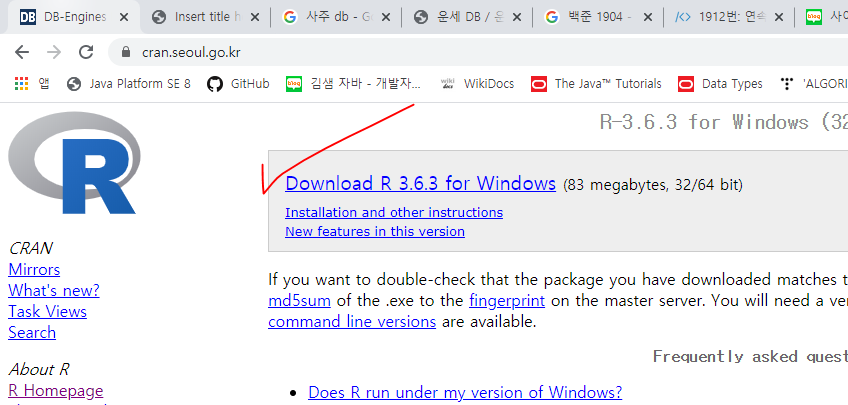 DB-Engines
Insert title h
사주 db - G
운세 DB / 운
백준 1904 -
1912번: 연속
blog
cran.seoul.go.kr
앱
Java Platform SE 8
GitHub
blog
김샘 자바 - 개발자...
wiki
WikiDocs
The Java™ Tutorials
Data Types
'ALGORI
R
R-3.6.3 for Windows (32
Download R 3.6.3 for Windows (83 megabytes, 32/64 bit)
Installation and other instructions
New features in this version
CRAN
Mirrors
What's new?
Task Views
Search
About R
R Homepage
If you want to double-check that the package you have downloaded matches t
md5sum of the .exe to the fingerprint on the master server. You will need a ve
command line versions are available.
Frequently asked quest
Does R run under my version of Windows?